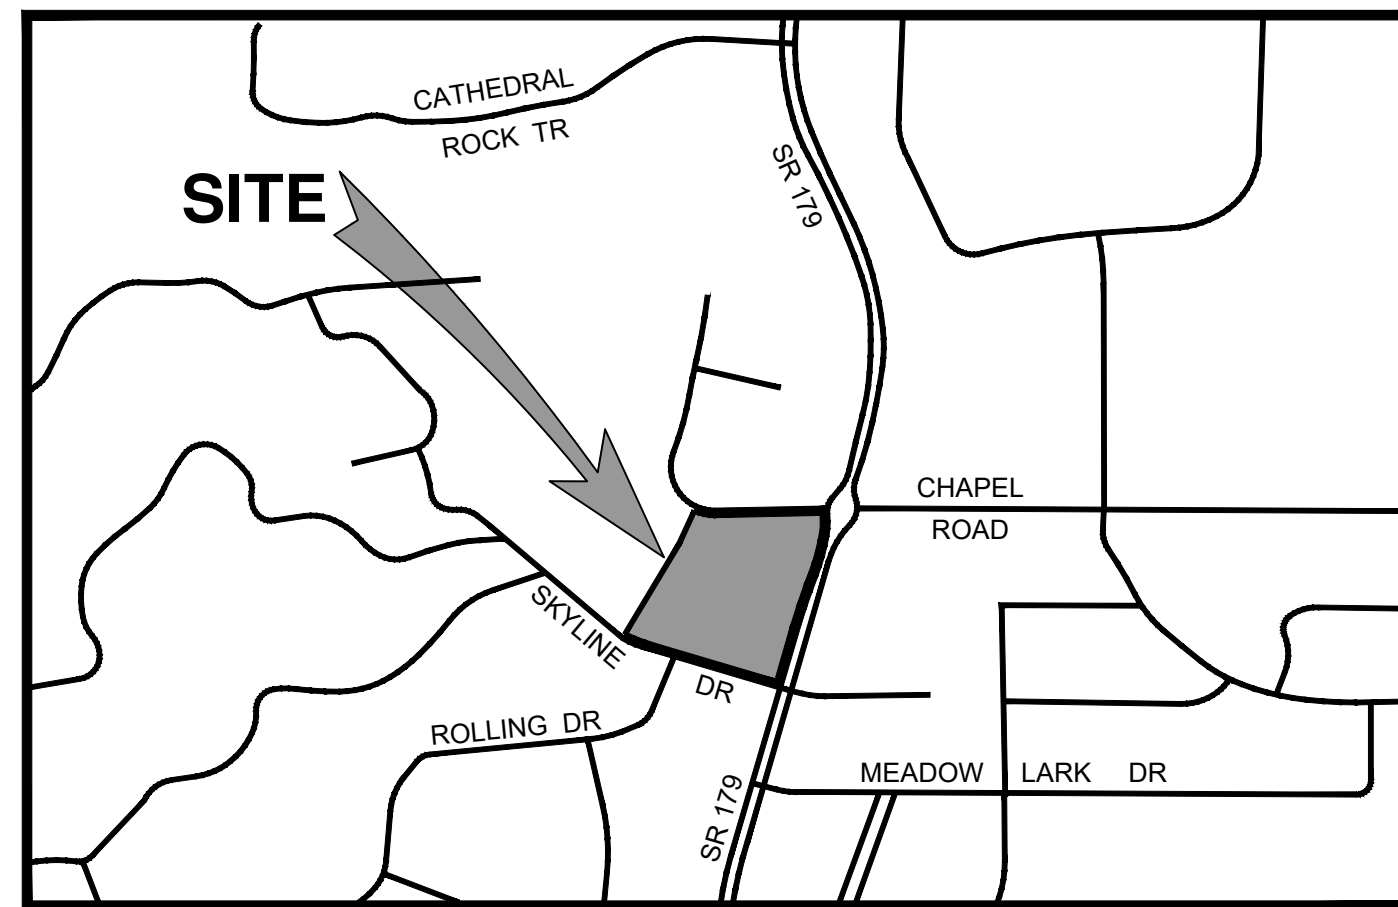 CATHEDRAL
ROCK TR
SR 179
SITE
CHAPEL
ROAD
SKYLINE
DR
ROLLING DR
MEADOW LARK DR
SR 179